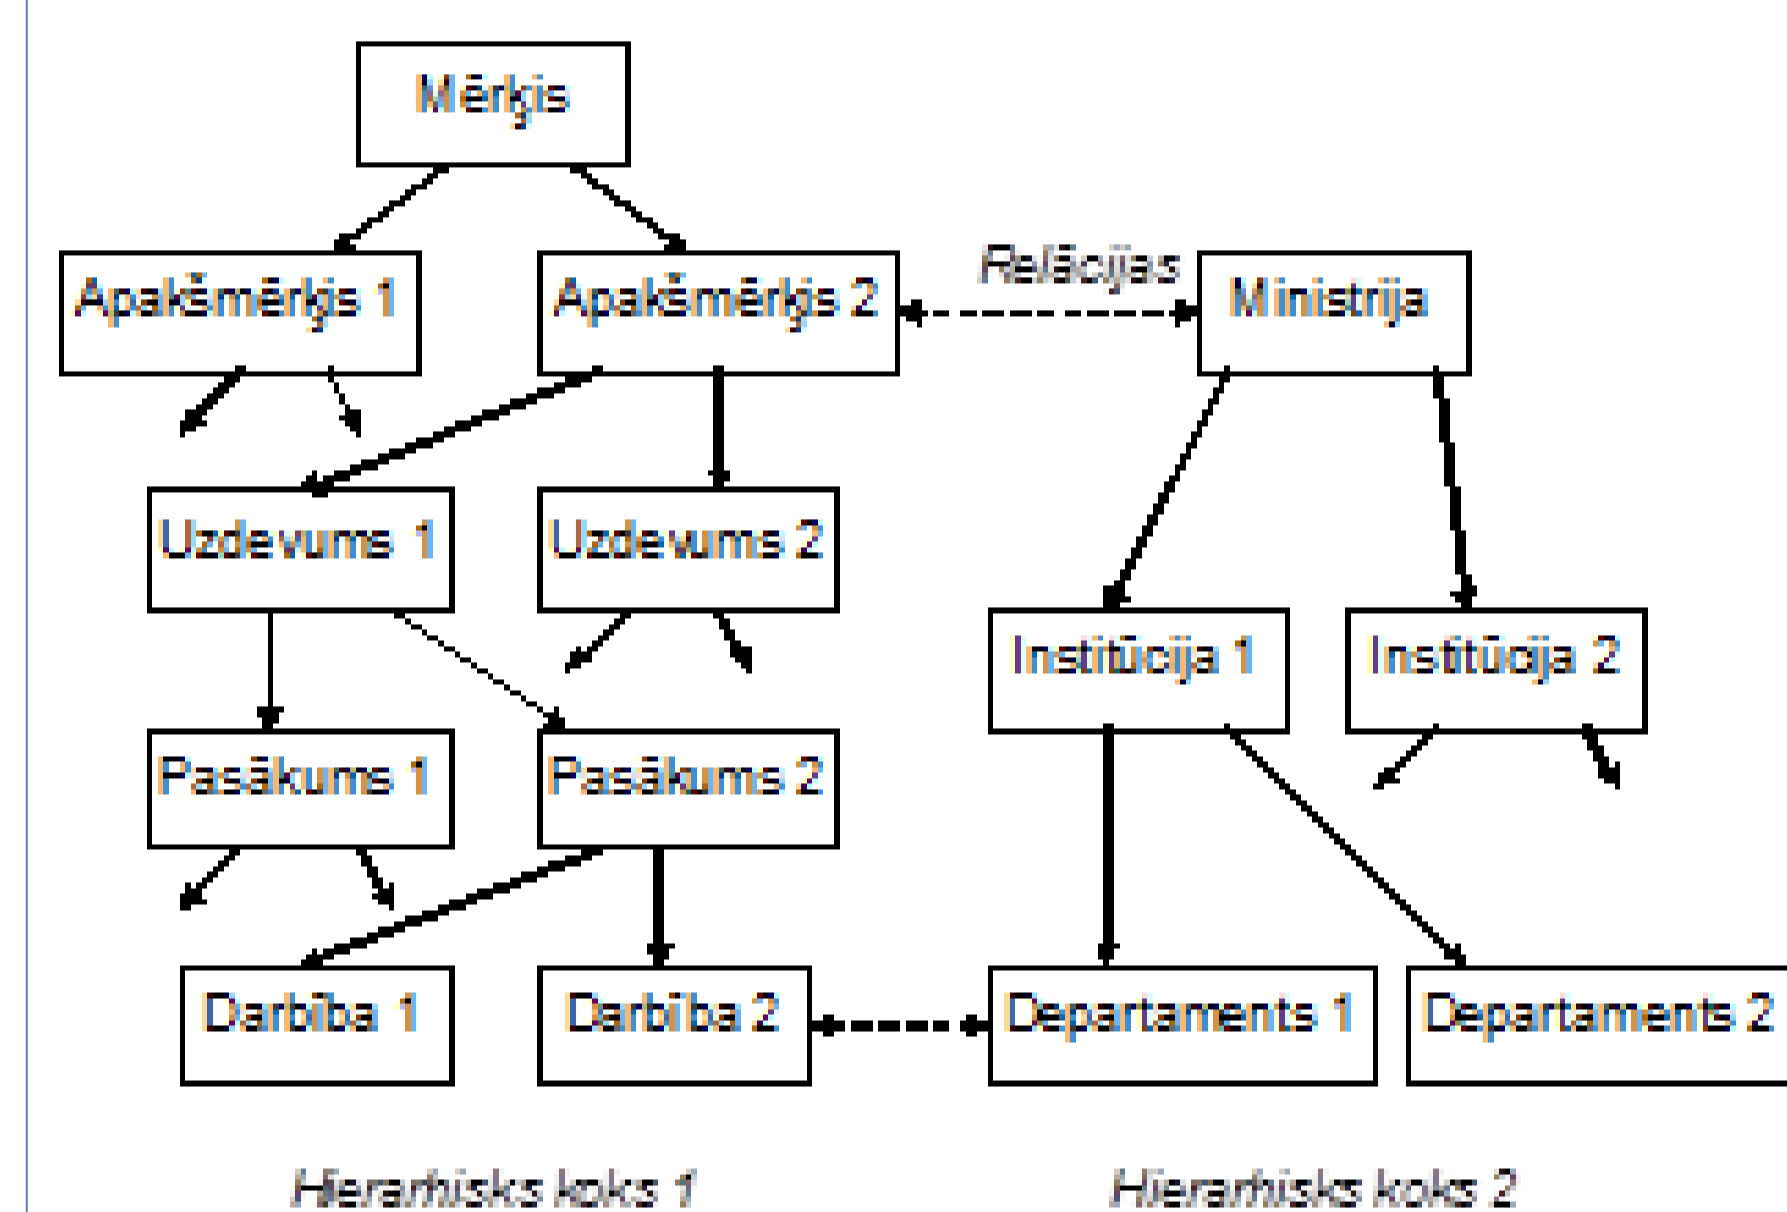 Mērķis
Relācijas
Apakšmērķis 1
Apakšmērķis 2
Ministrija
Uzdevums 1
Uzdevums 2
Institūcija 1
Institūcija 2
Pasākums 1
Pasākums 2
Darbība 1
Darbība 2
Departaments 1
Departaments 2
Hierarhisks koks 1
Hierarhisks koks 2